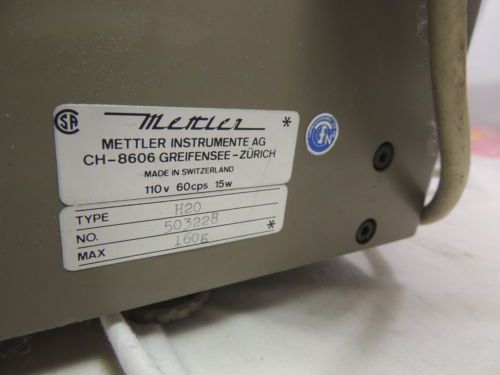 SA
Mettler *
METTLER INSTRUMENTE AG
CH-8606 GREIFENSEE-ZÜRICH
MADE IN SWITZERLAND
110v 60cps 15w
TYPE H20
NO. 503228
MAX 160g *